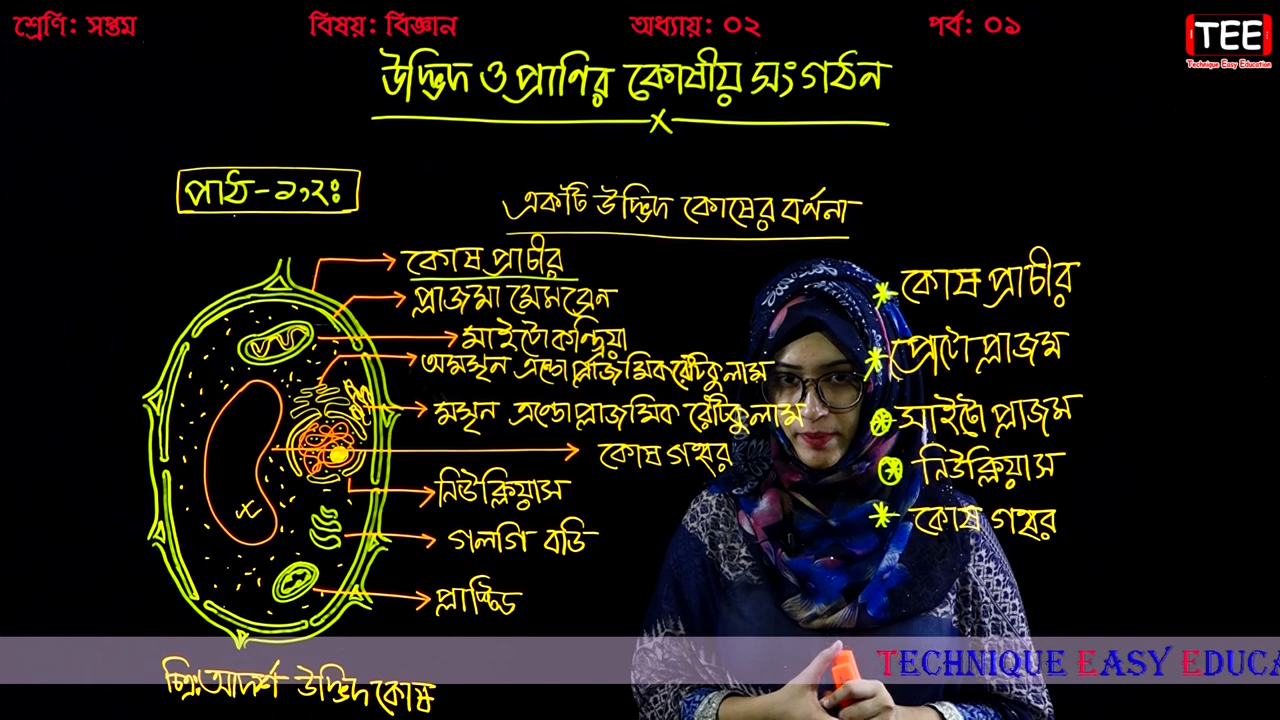 শ্রেণি: সপ্তম বিষয়: বিজ্ঞান অধ্যায়: ০২ পর্ব: ০১
TEE
Technique Easy Education
উদ্ভিদ ও প্রাণির কোষীয় সংগঠন
পাঠ-১,২ঃ
একটি উদ্ভিদ কোষের বর্ণনা
কোষ প্রাচীর
প্লাজমা মেমব্রেন
মাইটোকন্ড্রিয়া
অমসৃন এন্ডোপ্লাজমিক রেটিকুলাম
মসৃন এন্ডোপ্লাজমিক রেটিকুলাম
কোষ গহ্বর
নিউক্লিয়াস
গলগি বডি
প্লাষ্টিড
কোষ প্রাচীর
প্রোটোপ্লাজম
সাইটোপ্লাজম
নিউক্লিয়াস
কোষ গহ্বর
চিত্র: আদর্শ উদ্ভিদ কোষ
TECHNIQUE EASY EDUCA